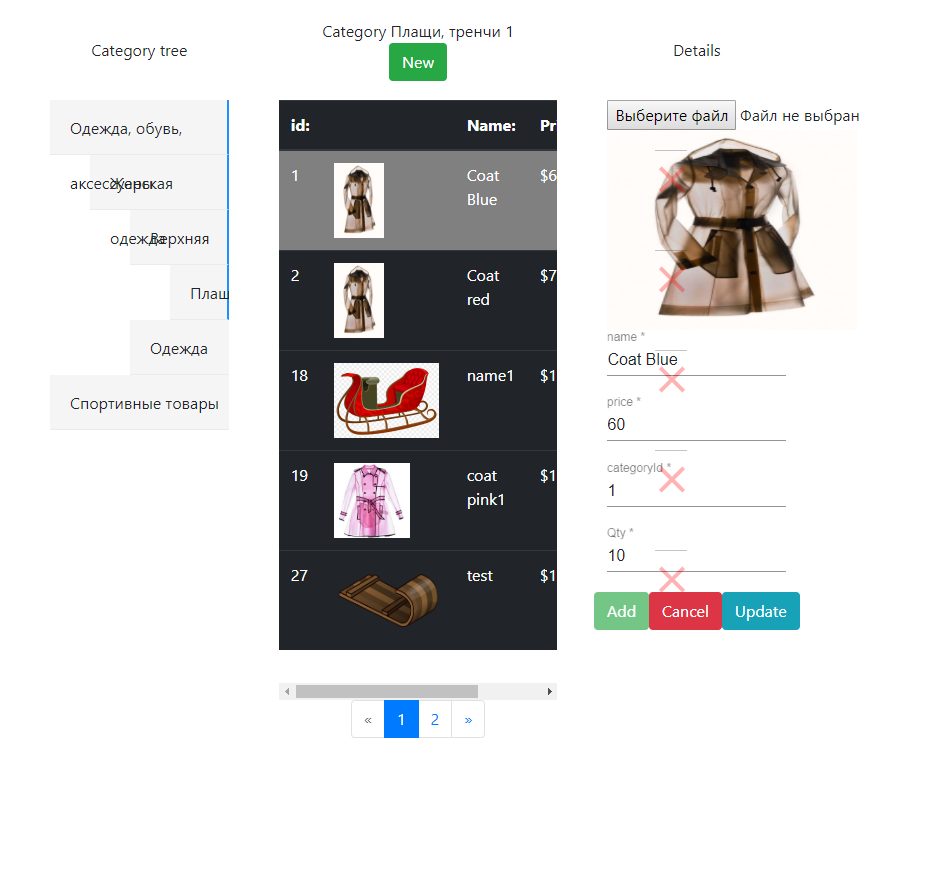 Category tree
Одежда, обувь,
аксессуары
Женская
одежда
Верхняя
Плащ
Одежда
Спортивные товары
Category Плащи, тренчи 1
New
id: Name: Pr
1 Coat $6
Blue
2 Coat $7
red
18 name1 $1
19 coat $1
pink1
27 test $1
« 1 2 »
Details
Выберите файл Файл не выбран
name *
Coat Blue
price *
60
categoryId *
1
Qty *
10
Add Cancel Update